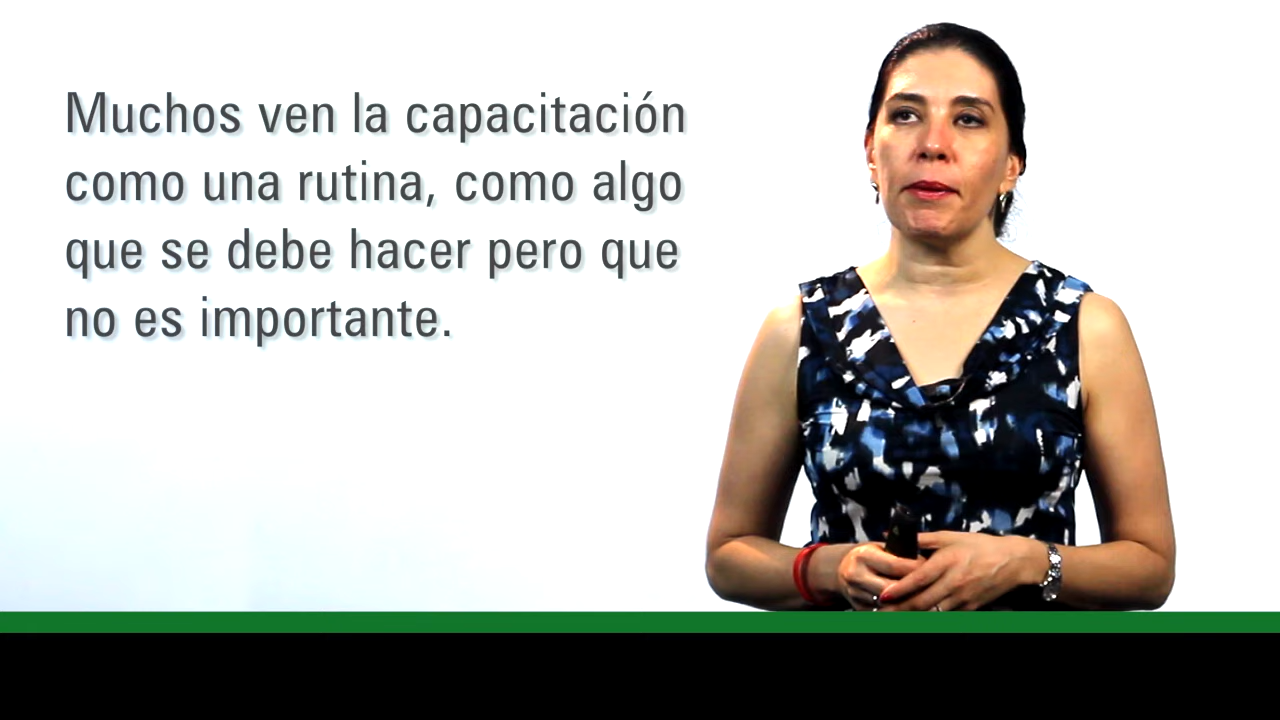 Muchos ven la capacitación
como una rutina, como algo
que se debe hacer pero que
no es importante.